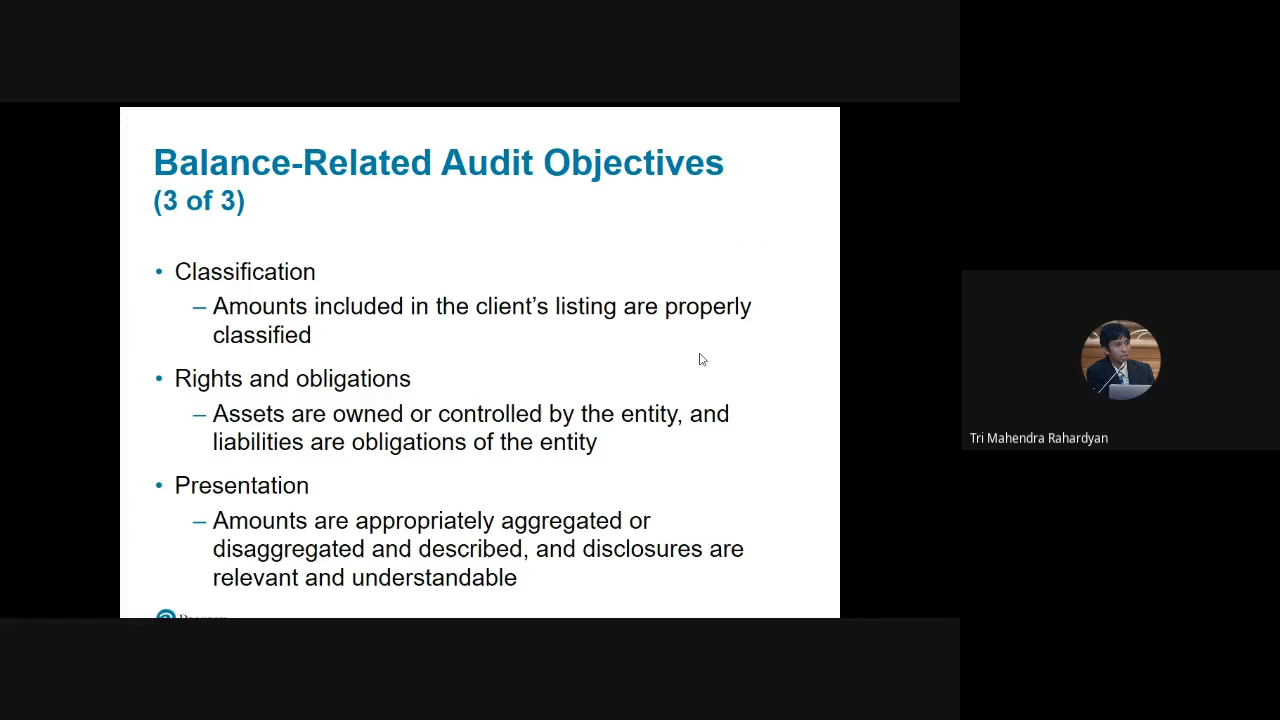 Balance-Related Audit Objectives
(3 of 3)
• Classification
– Amounts included in the client’s listing are properly
classified
• Rights and obligations
– Assets are owned or controlled by the entity, and
liabilities are obligations of the entity
• Presentation
– Amounts are appropriately aggregated or
disaggregated and described, and disclosures are
relevant and understandable
Tri Mahendra Rahardyan